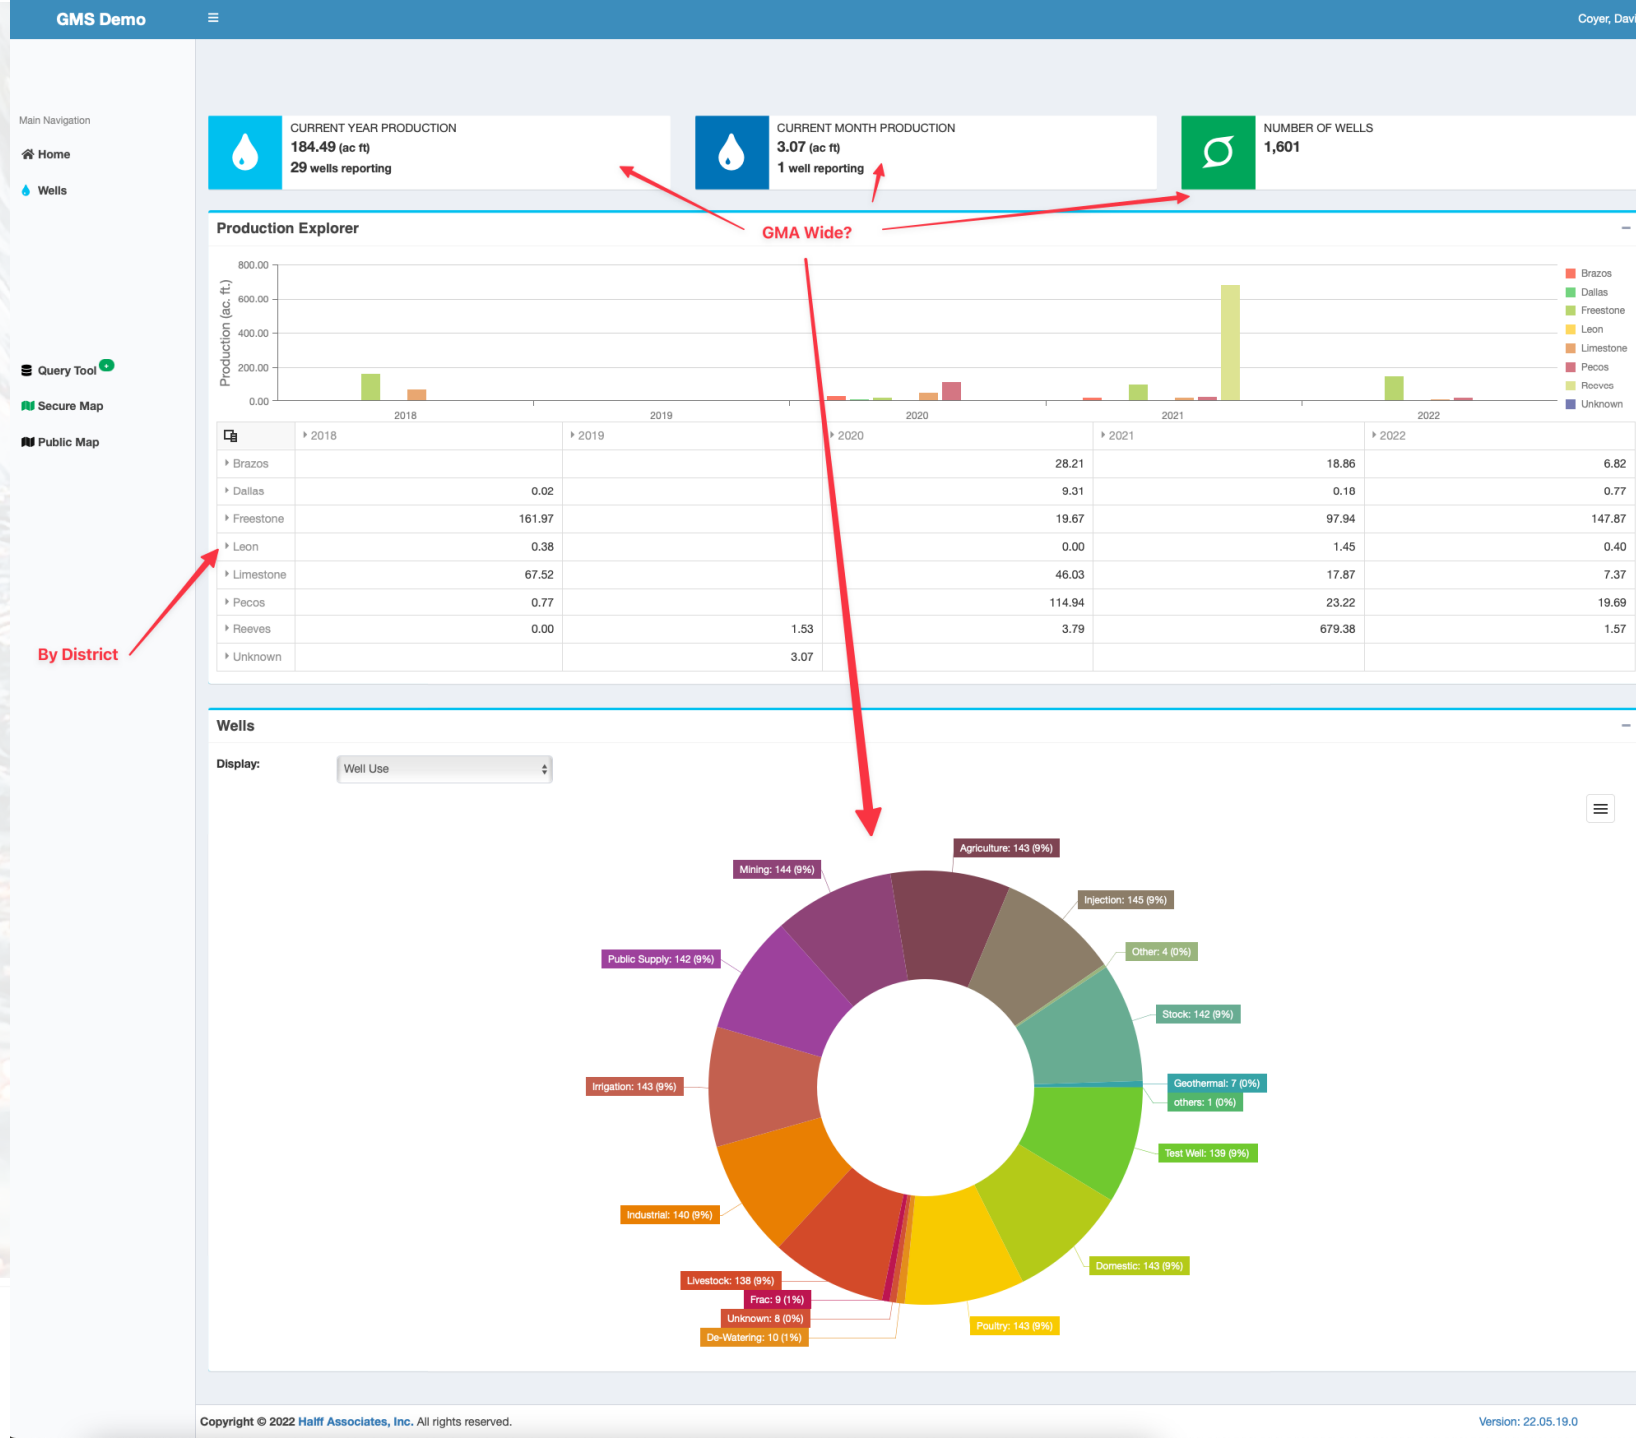 GMS Demo
Coyer, Davi
Main Navigation
Home
Wells
Query Tool
Secure Map
Public Map
CURRENT YEAR PRODUCTION
184.49 (ac ft)
29 wells reporting
CURRENT MONTH PRODUCTION
3.07 (ac ft)
1 well reporting
NUMBER OF WELLS
1,601
GMA Wide?
Production Explorer
Production (ac. ft.)
800.00
600.00
400.00
200.00
0.00
2018 2019 2020 2021 2022
Brazos
Dallas
Freestone
Leon
Limestone
Pecos
Reeves
Unknown
2018 2019 2020 2021 2022
Brazos 28.21 18.86 6.82
Dallas 0.02 9.31 0.18 0.77
Freestone 161.97 19.67 97.94 147.87
Leon 0.38 0.00 1.45 0.40
Limestone 67.52 46.03 17.87 7.37
Pecos 0.77 114.94 23.22 19.69
Reeves 0.00 1.53 3.79 679.38 1.57
Unknown 3.07
By District
Wells
Display:
Well Use
Agriculture: 143 (9%)
Mining: 144 (9%)
Injection: 145 (9%)
Other: 4 (0%)
Public Supply: 142 (9%)
Stock: 142 (9%)
Geothermal: 7 (0%)
Irrigation: 143 (9%)
others: 1 (0%)
Test Well: 139 (9%)
Industrial: 140 (9%)
Domestic: 143 (9%)
Livestock: 138 (9%)
Frac: 9 (1%)
Unknown: 8 (0%)
Poultry: 143 (9%)
De-Watering: 10 (1%)
Copyright © 2022 Halff Associates, Inc. All rights reserved.
Version: 22.05.19.0